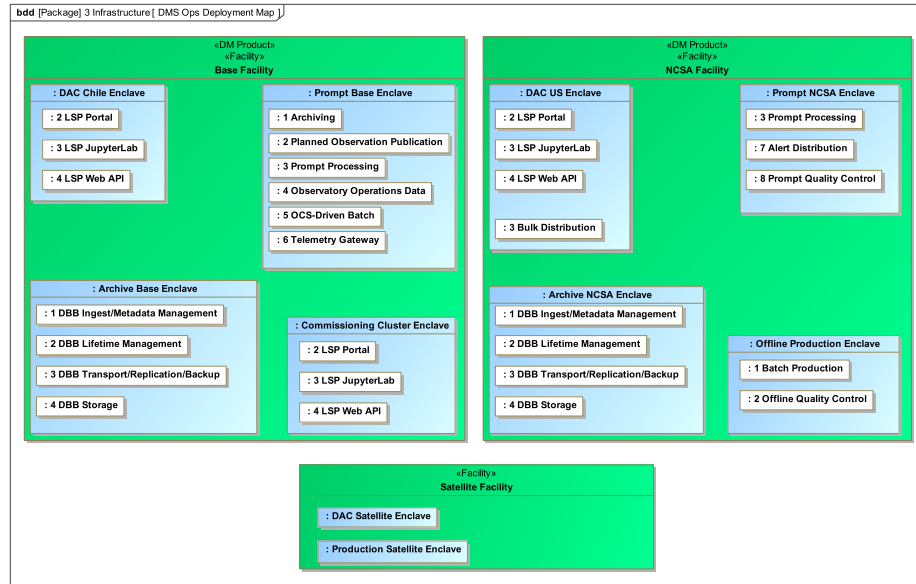 bdd [Package] 3 Infrastructure [ DMS Ops Deployment Map ]
«DM Product»
«Facility»
Base Facility
: DAC Chile Enclave
: 2 LSP Portal
: 3 LSP JupyterLab
: 4 LSP Web API
: Prompt Base Enclave
: 1 Archiving
: 2 Planned Observation Publication
: 3 Prompt Processing
: 4 Observatory Operations Data
: 5 OCS-Driven Batch
: 6 Telemetry Gateway
: Archive Base Enclave
: 1 DBB Ingest/Metadata Management
: 2 DBB Lifetime Management
: 3 DBB Transport/Replication/Backup
: 4 DBB Storage
: Commissioning Cluster Enclave
: 2 LSP Portal
: 3 LSP JupyterLab
: 4 LSP Web API
«DM Product»
«Facility»
NCSA Facility
: DAC US Enclave
: 2 LSP Portal
: 3 LSP JupyterLab
: 4 LSP Web API
: 3 Bulk Distribution
: Prompt NCSA Enclave
: 3 Prompt Processing
: 7 Alert Distribution
: 8 Prompt Quality Control
: Archive NCSA Enclave
: 1 DBB Ingest/Metadata Management
: 2 DBB Lifetime Management
: 3 DBB Transport/Replication/Backup
: 4 DBB Storage
: Offline Production Enclave
: 1 Batch Production
: 2 Offline Quality Control
«Facility»
Satellite Facility
: DAC Satellite Enclave
: Production Satellite Enclave